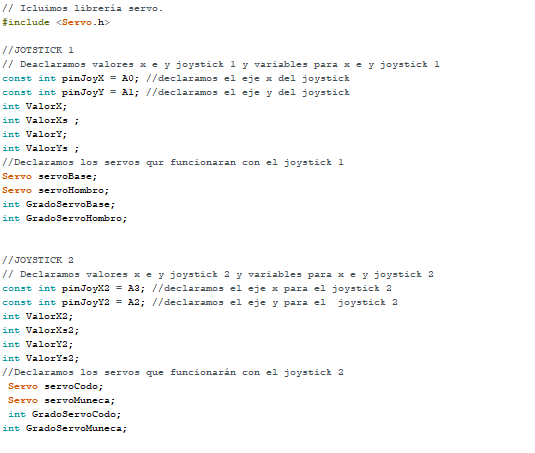 // Icluimos librería servo.
#include <Servo.h>
//JOTSTICK 1
// Deaclaramos valores x e y joystick 1 y variables para x e y joystick 1
const int pinJoyX = A0; //declaramos el eje x del joystick
const int pinJoyY = A1; //declaramos el eje y del joystick
int ValorX;
int ValorXs ;
int ValorY;
int ValorYs ;
//Declaramos los servos qur funcionaran con el joystick 1
Servo servoBase;
Servo servoHombro;
int GradoServoBase;
int GradoServoHombro;
//JOYSTICK 2
// Declaramos valores x e y joystick 2 y variables para x e y joystick 2
const int pinJoyX2 = A3; //declaramos el eje x para el joystick 2
const int pinJoyY2 = A2; //declaramos el eje y para el  joystick 2
int ValorX2;
int ValorXs2;
int ValorY2;
int ValorYs2;
//Declaramos los servos que funcionarán con el joystick 2
 Servo servoCodo;
 Servo servoMuneca;
 int GradoServoCodo;
int GradoServoMuneca;